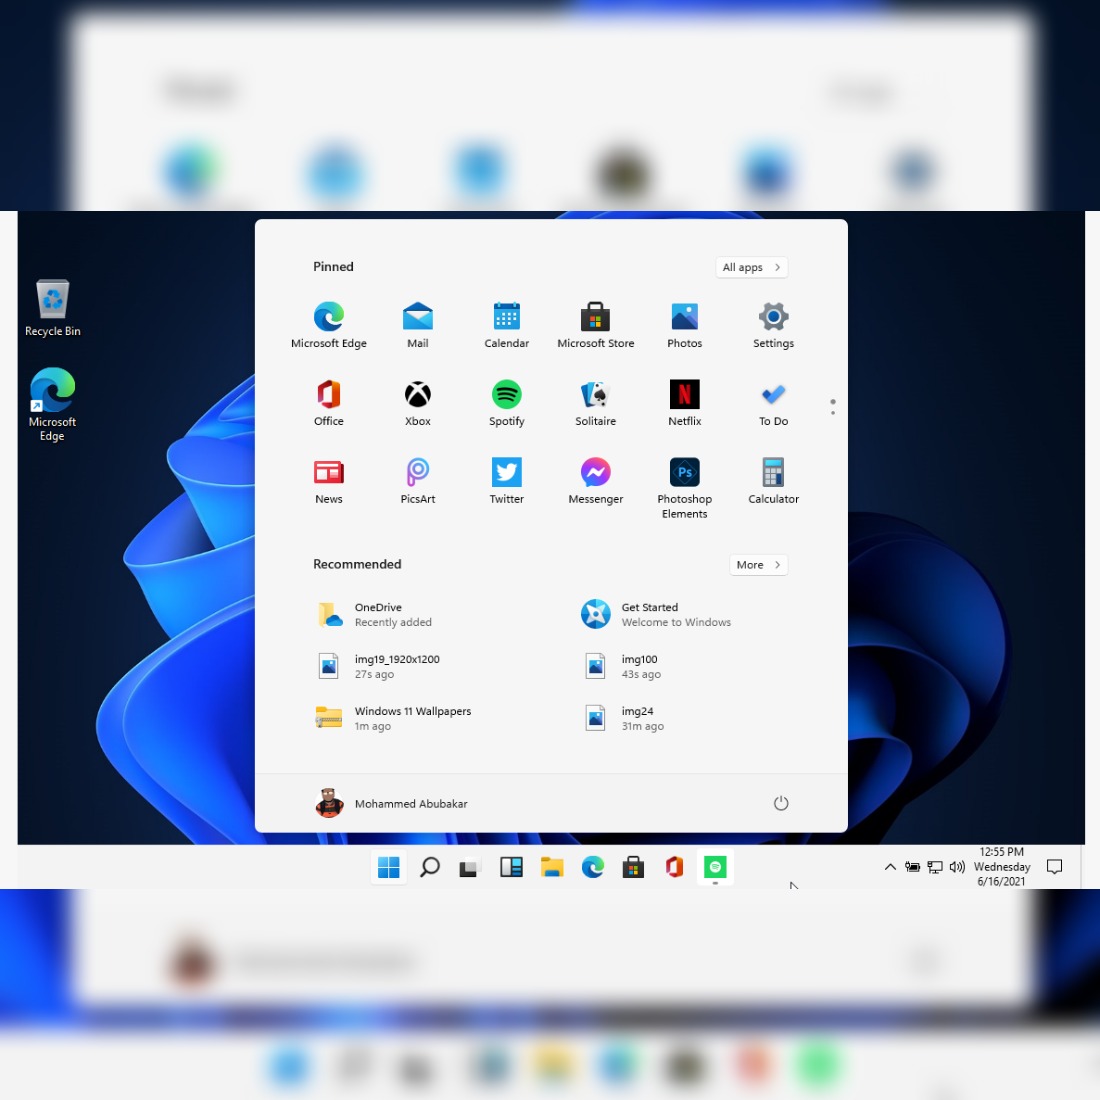 Recycle Bin
Microsoft
Edge
Pinned
All apps
Microsoft Edge
Mail
Calendar
Microsoft Store
Photos
Settings
Office
Xbox
Spotify
Solitaire
Netflix
To Do
News
PicsArt
Twitter
Messenger
Photoshop
Elements
Calculator
Recommended
More
OneDrive
Recently added
Get Started
Welcome to Windows
img19_1920x1200
27s ago
img100
43s ago
Windows 11 Wallpapers
1m ago
img24
31m ago
Mohammed Abubakar
12:55 PM
Wednesday
6/16/2021